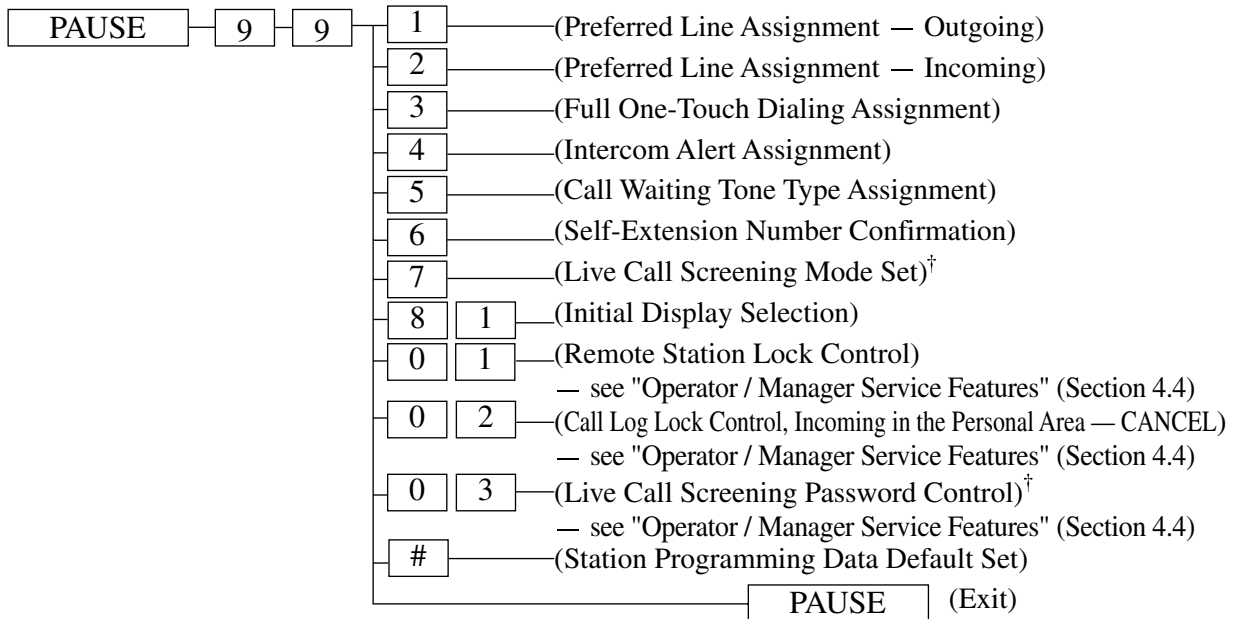 PAUSE 9 9 1 (Preferred Line Assignment — Outgoing)
2 (Preferred Line Assignment — Incoming)
3 (Full One-Touch Dialing Assignment)
4 (Intercom Alert Assignment)
5 (Call Waiting Tone Type Assignment)
6 (Self-Extension Number Confirmation)
7 (Live Call Screening Mode Set)†
8 1 (Initial Display Selection)
0 1 (Remote Station Lock Control)
— see "Operator / Manager Service Features" (Section 4.4)
0 2 (Call Log Lock Control, Incoming in the Personal Area — CANCEL)
— see "Operator / Manager Service Features" (Section 4.4)
0 3 (Live Call Screening Password Control)†
— see "Operator / Manager Service Features" (Section 4.4)
# (Station Programming Data Default Set)
PAUSE (Exit)